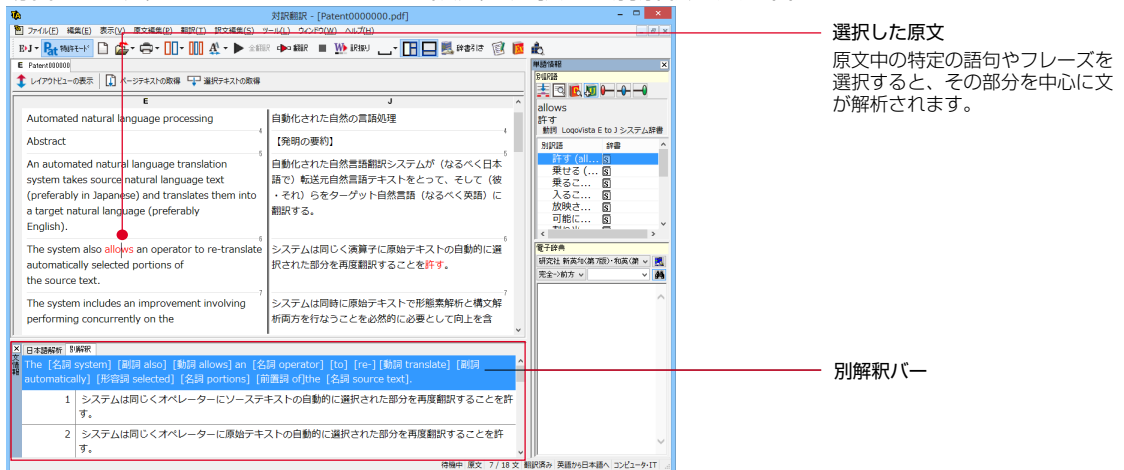 対訳翻訳 - [Patent0000000.pdf]
ファイル(F) 編集(E) 表示(V) 原文編集(P) 翻訳(T) 訳文編集(S) ツール(L) ウインドウ(W) ヘルプ(H)
E▶J Pat 特許モード 全翻訳 翻訳 訳振り 辞書引き
E Patent000000
レイアウトビューの表示 ページテキストの取得 選択テキストの取得
E J
Automated natural language processing
自動化された自然の言語処理
4 4
Abstract
【発明の要約】
5 5
An automated natural language translation
system takes source natural language text
(preferably in Japanese) and translates them into
a target natural language (preferably
English).
自動化された自然言語翻訳システムが（なるべく日本
語で）転送元自然言語テキストをとって、そして（彼
・それ）らをターゲット自然言語（なるべく英語）に
翻訳する。
6 6
The system also allows an operator to re-translate
automatically selected portions of
the source text.
システムは同じく演算子に原始テキストの自動的に選
択された部分を再度翻訳することを許す。
7 7
The system includes an improvement involving
performing concurrently on the
システムは同時に原始テキストで形態素解析と構文解
析両方を行なうことを必然的に必要として向上を含
単語情報
別訳語
allows
許す
動詞 LogoVista E to J システム辞書
別訳語 辞書
許す (all... S
乗せる (... S
乗るこ... S
入るこ... S
放映さ... S
可能に... S
電子辞典
研究社 新英和(第7版)・和英(第
完全->前方
文情報
日本語解析 別解釈
The [名詞 system] [副詞 also] [動詞 allows] an [名詞 operator] [to] [re-] [動詞 translate] [副詞
automatically] [形容詞 selected] [名詞 portions] [前置詞 of]the [名詞 source text].
1 システムは同じくオペレーターにソーステキストの自動的に選択された部分を再度翻訳することを許
す。
2 システムは同じくオペレーターに原始テキストの自動的に選択された部分を再度翻訳することを許
す。
待機中 原文 7 / 18 文 翻訳済み 英語から日本語へ コンピュータ・IT
選択した原文
原文中の特定の語句やフレーズを
選択すると、その部分を中心に文
が解析されます。
別解釈バー